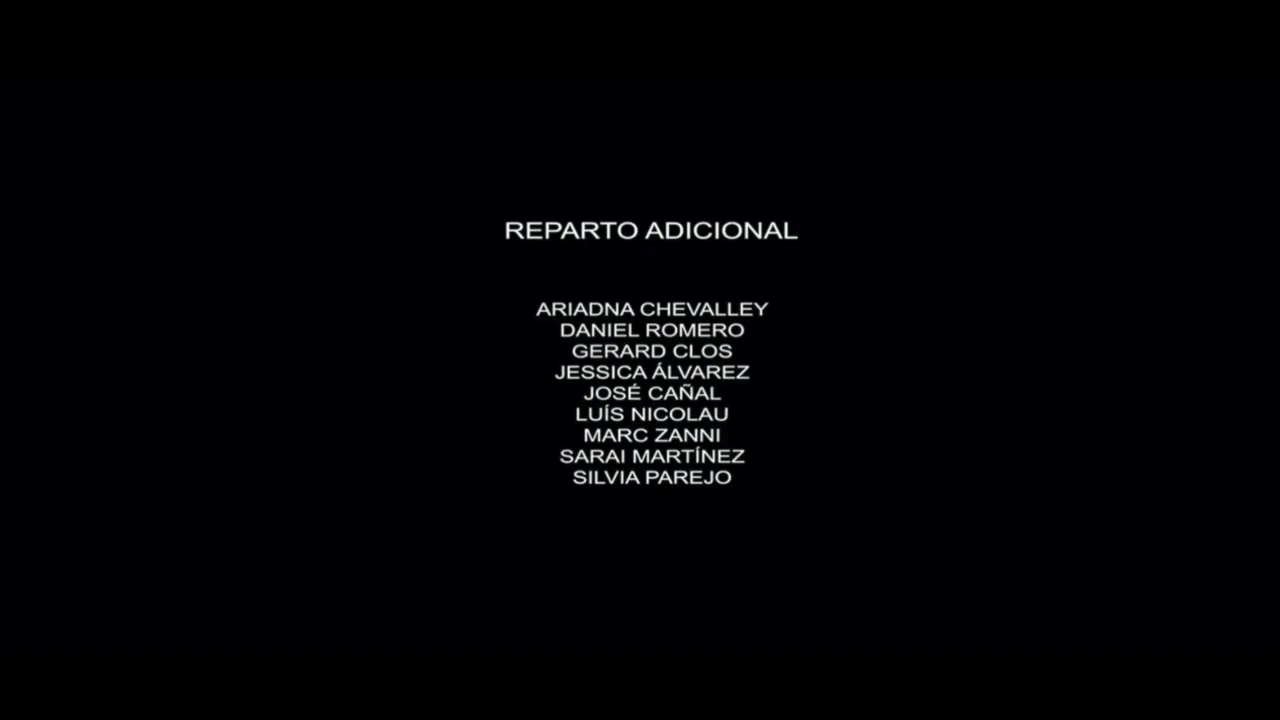 REPARTO ADICIONAL
ARIADNA CHEVALLEY
DANIEL ROMERO
GERARD CLOS
JESSICA ÁLVAREZ
JOSÉ CAÑAL
LUÍS NICOLAU
MARC ZANNI
SARAI MARTÍNEZ
SILVIA PAREJO